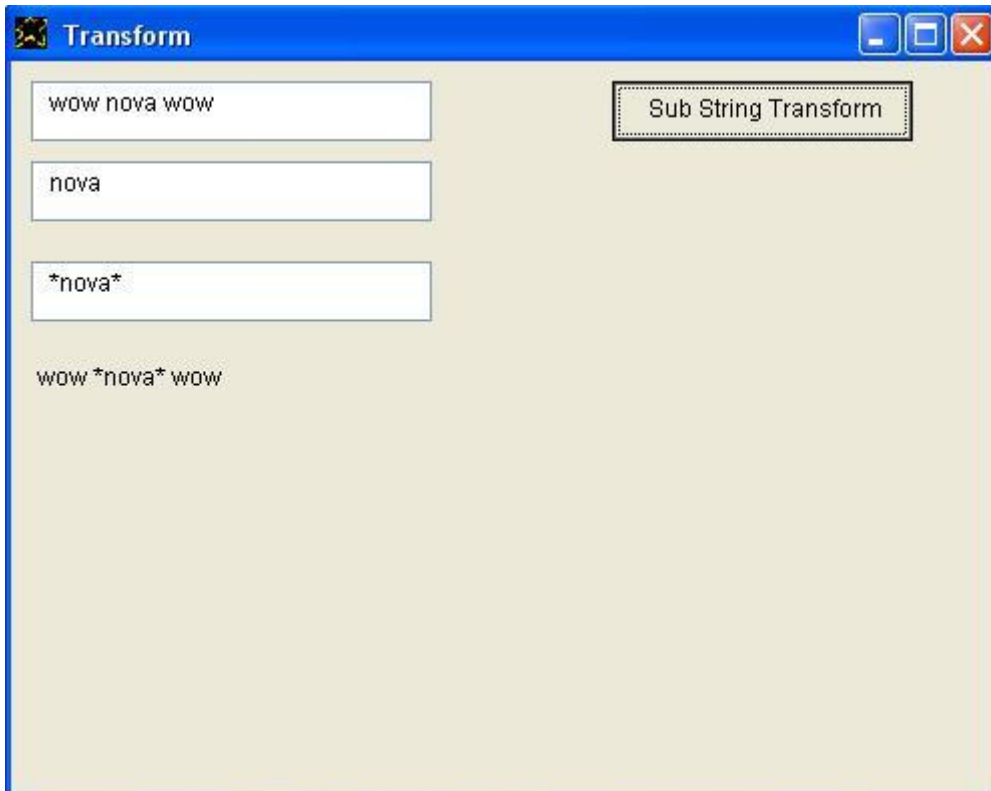 Transform
wow nova wow
Sub String Transform
nova
*nova*
wow *nova* wow